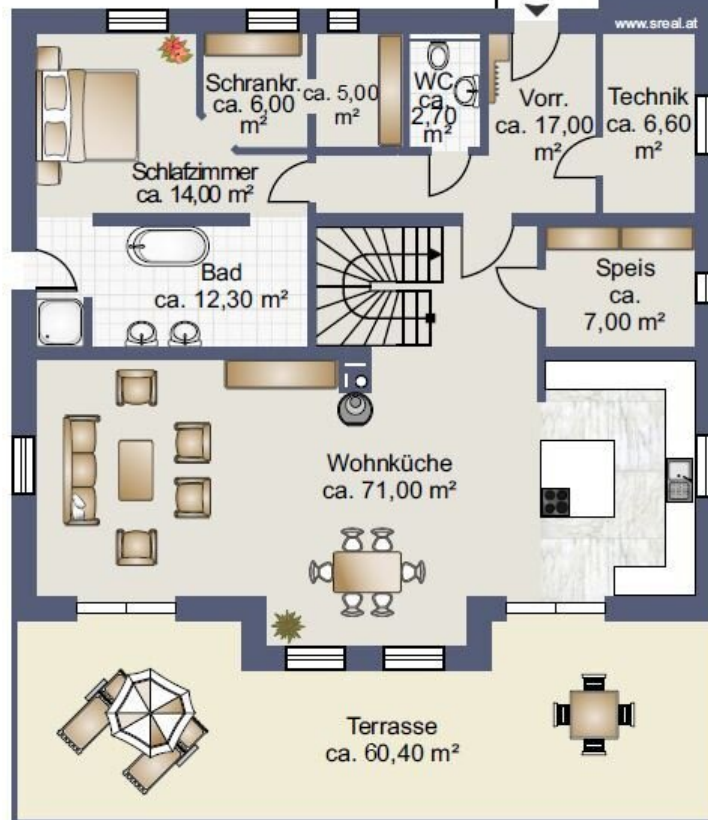 www.sreal.at
Schrankr.
ca. 6,00
m²
ca. 5,00
m²
WC
ca.
2,70
m²
Vorr.
ca. 17,00
m²
Technik
ca. 6,60
m²
Schlafzimmer
ca. 14,00 m²
Bad
ca. 12,30 m²
Speis
ca.
7,00 m²
Wohnküche
ca. 71,00 m²
Terrasse
ca. 60,40 m²